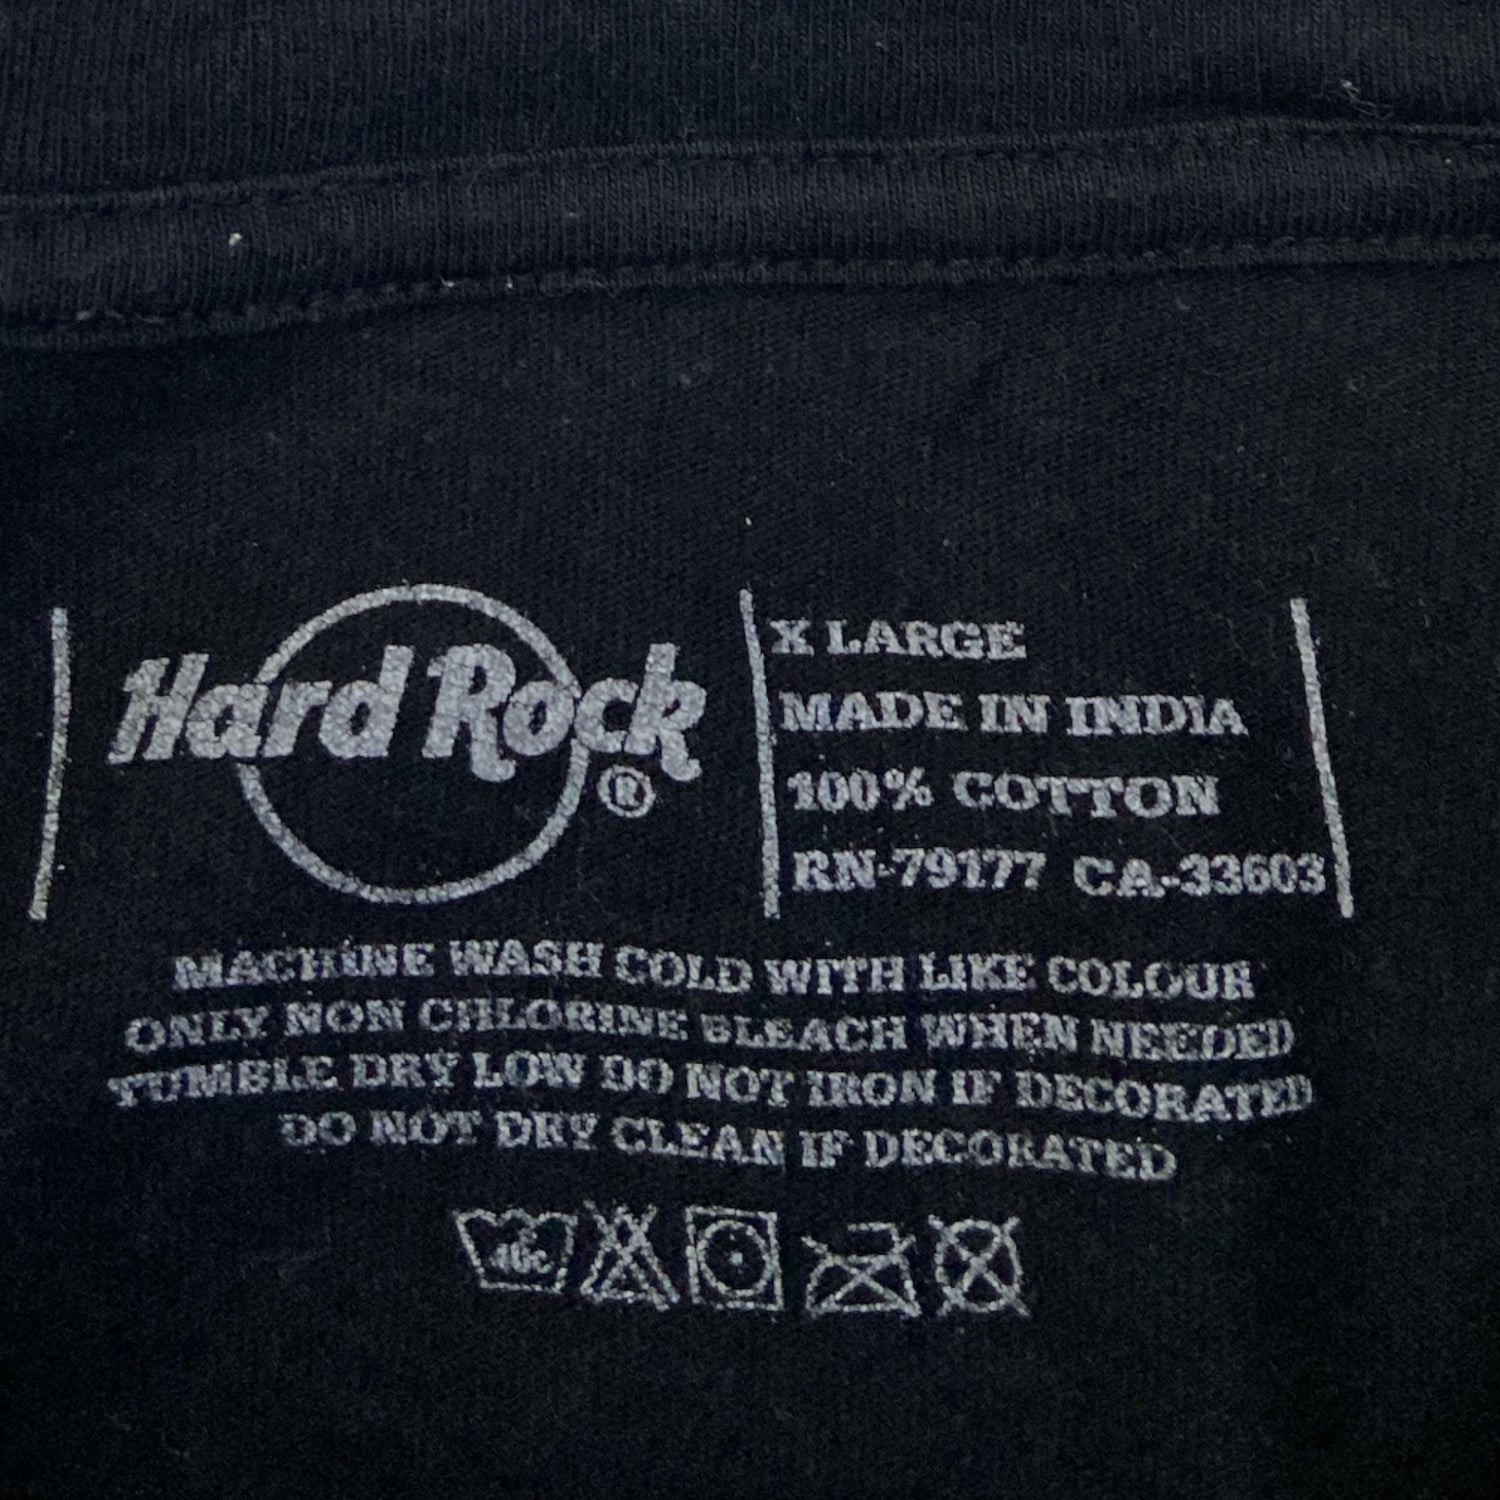 Hard Rock
®
X LARGE
MADE IN INDIA
100% COTTON
RN-79177 CA-33603
MACHINE WASH COLD WITH LIKE COLOUR
ONLY NON CHLORINE BLEACH WHEN NEEDED
TUMBLE DRY LOW DO NOT IRON IF DECORATED
DO NOT DRY CLEAN IF DECORATED
40c